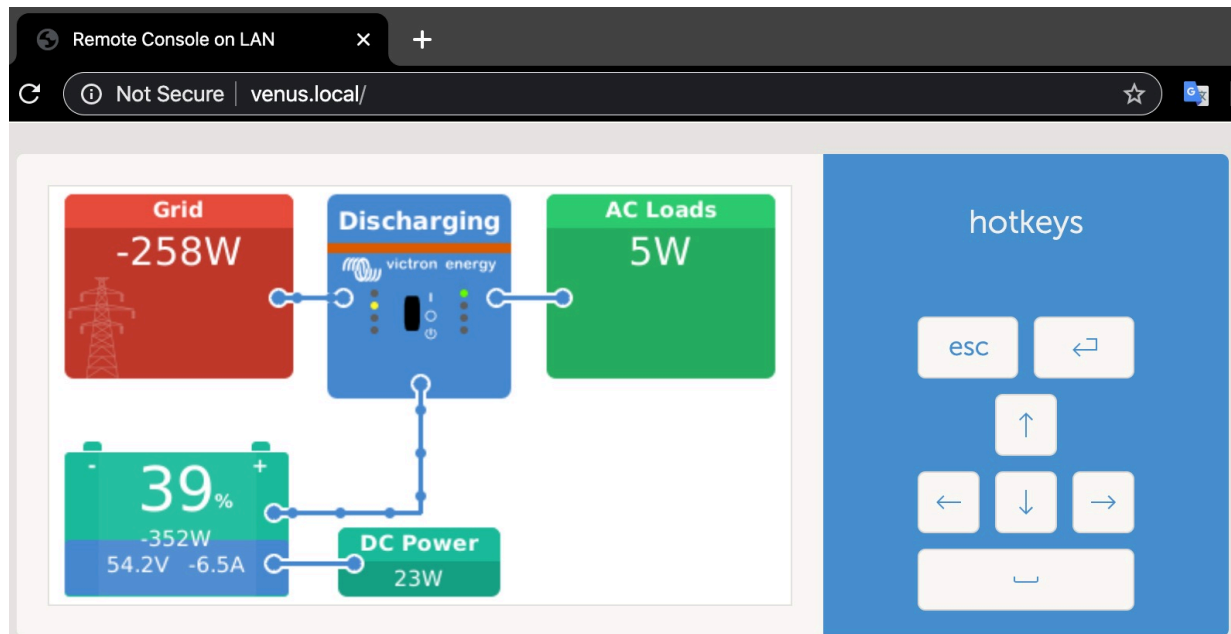 Remote Console on LAN
Not Secure venus.local/
Grid
-258W
Discharging
victron energy
AC Loads
5W
- +
39%
-352W
54.2V -6.5A
DC Power
23W
hotkeys
esc